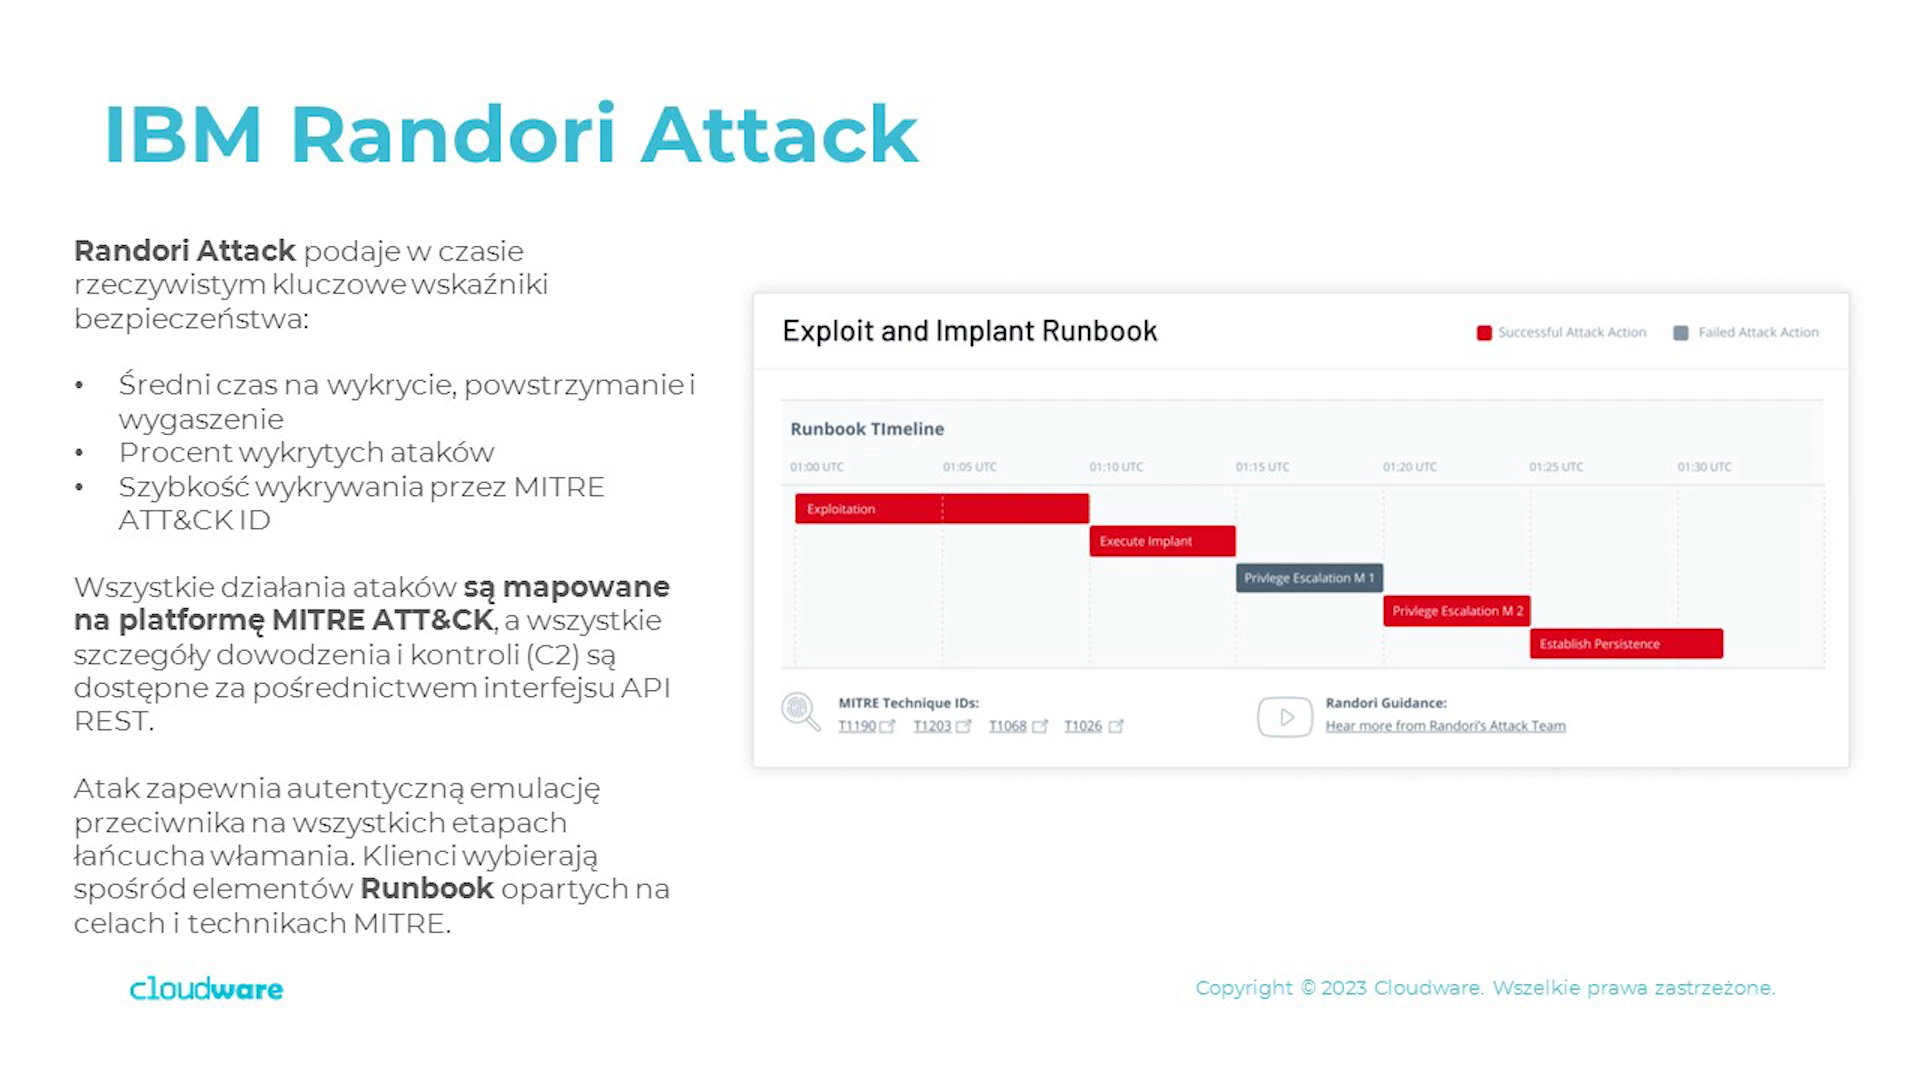 IBM Randori Attack
Randori Attack podaje w czasie
rzeczywistym kluczowe wskaźniki
bezpieczeństwa:
• Średni czas na wykrycie, powstrzymanie i
wygaszenie
• Procent wykrytych ataków
• Szybkość wykrywania przez MITRE
ATT&CK ID
Wszystkie działania ataków są mapowane
na platformę MITRE ATT&CK, a wszystkie
szczegóły dowodzenia i kontroli (C2) są
dostępne za pośrednictwem interfejsu API
REST.
Atak zapewnia autentyczną emulację
przeciwnika na wszystkich etapach
łańcucha włamania. Klienci wybierają
spośród elementów Runbook opartych na
celach i technikach MITRE.
Exploit and Implant Runbook
Successful Attack Action Failed Attack Action
Runbook TImeline
01:00 UTC 01:05 UTC 01:10 UTC 01:15 UTC 01:20 UTC 01:25 UTC 01:30 UTC
Exploitation
Execute Implant
Privlege Escalation M 1
Privlege Escalation M 2
Establish Persistence
MITRE Technique IDs:
T1190 T1203 T1068 T1026
Randori Guidance:
Hear more from Randori's Attack Team
cloudware
Copyright © 2023 Cloudware. Wszelkie prawa zastrzeżone.